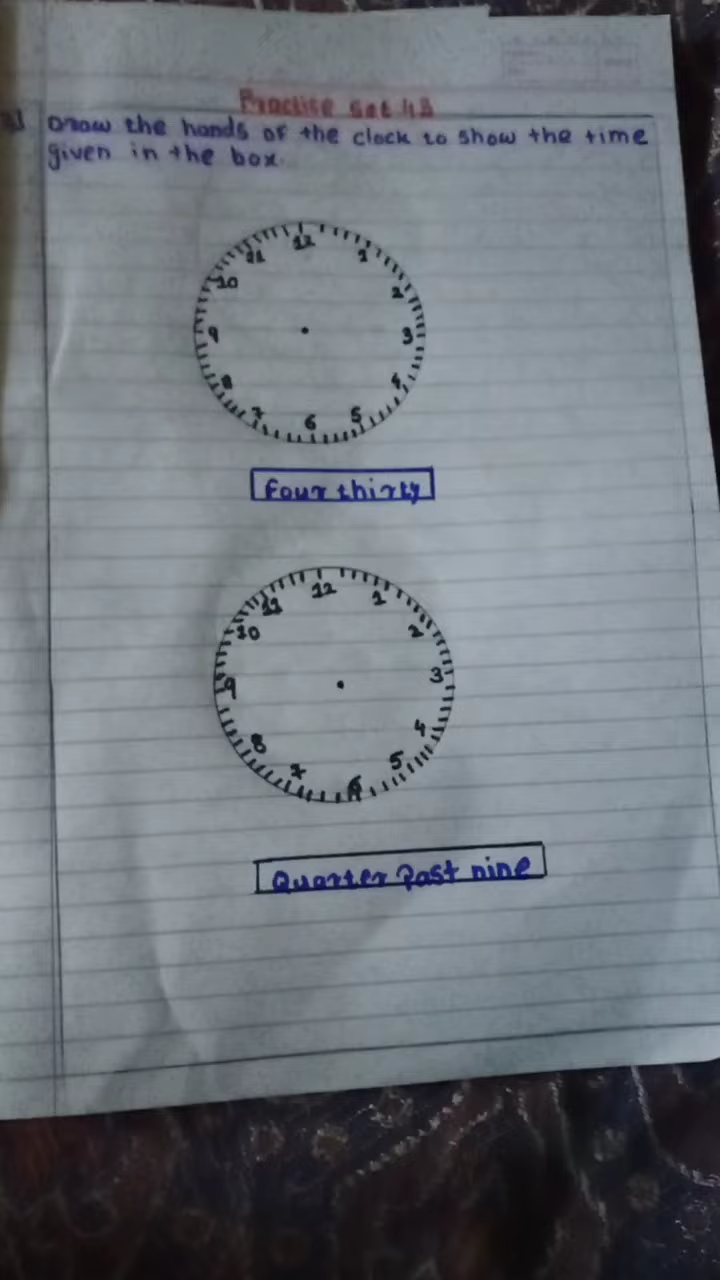 Practice Set 43
Draw the hands of the clock to show the time
given in the box.
12
11 1
10 2
9 3
8 4
7 5
6
four thirty
12
11 1
10 2
9 3
8 4
7 5
6
Quarter Past nine